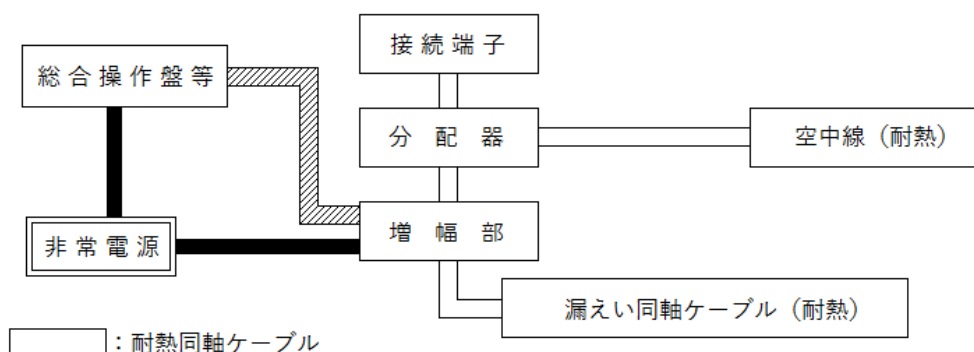 接続端子
総合操作盤等
分配器
空中線（耐熱）
増幅部
非常電源
漏えい同軸ケーブル（耐熱）
：耐熱同軸ケーブル